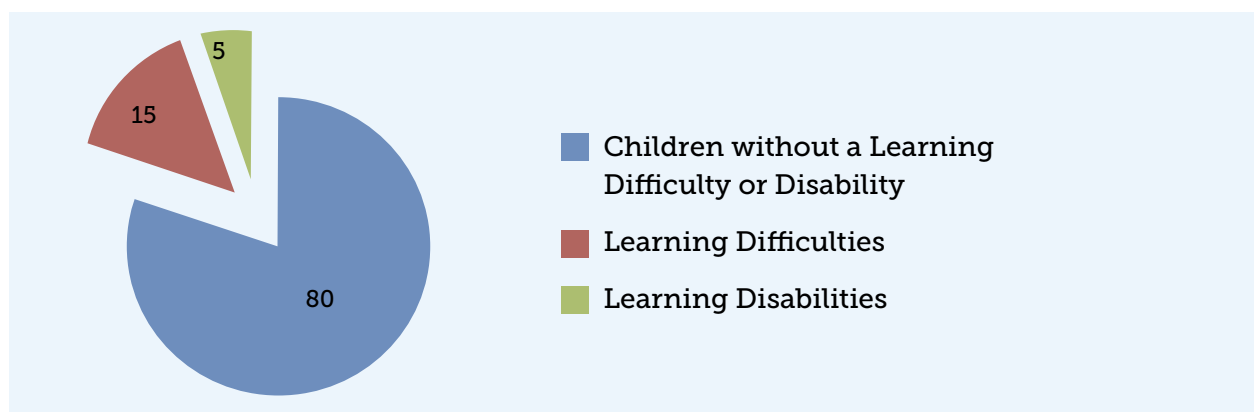 5
15
80
Children without a Learning
Difficulty or Disability
Learning Difficulties
Learning Disabilities